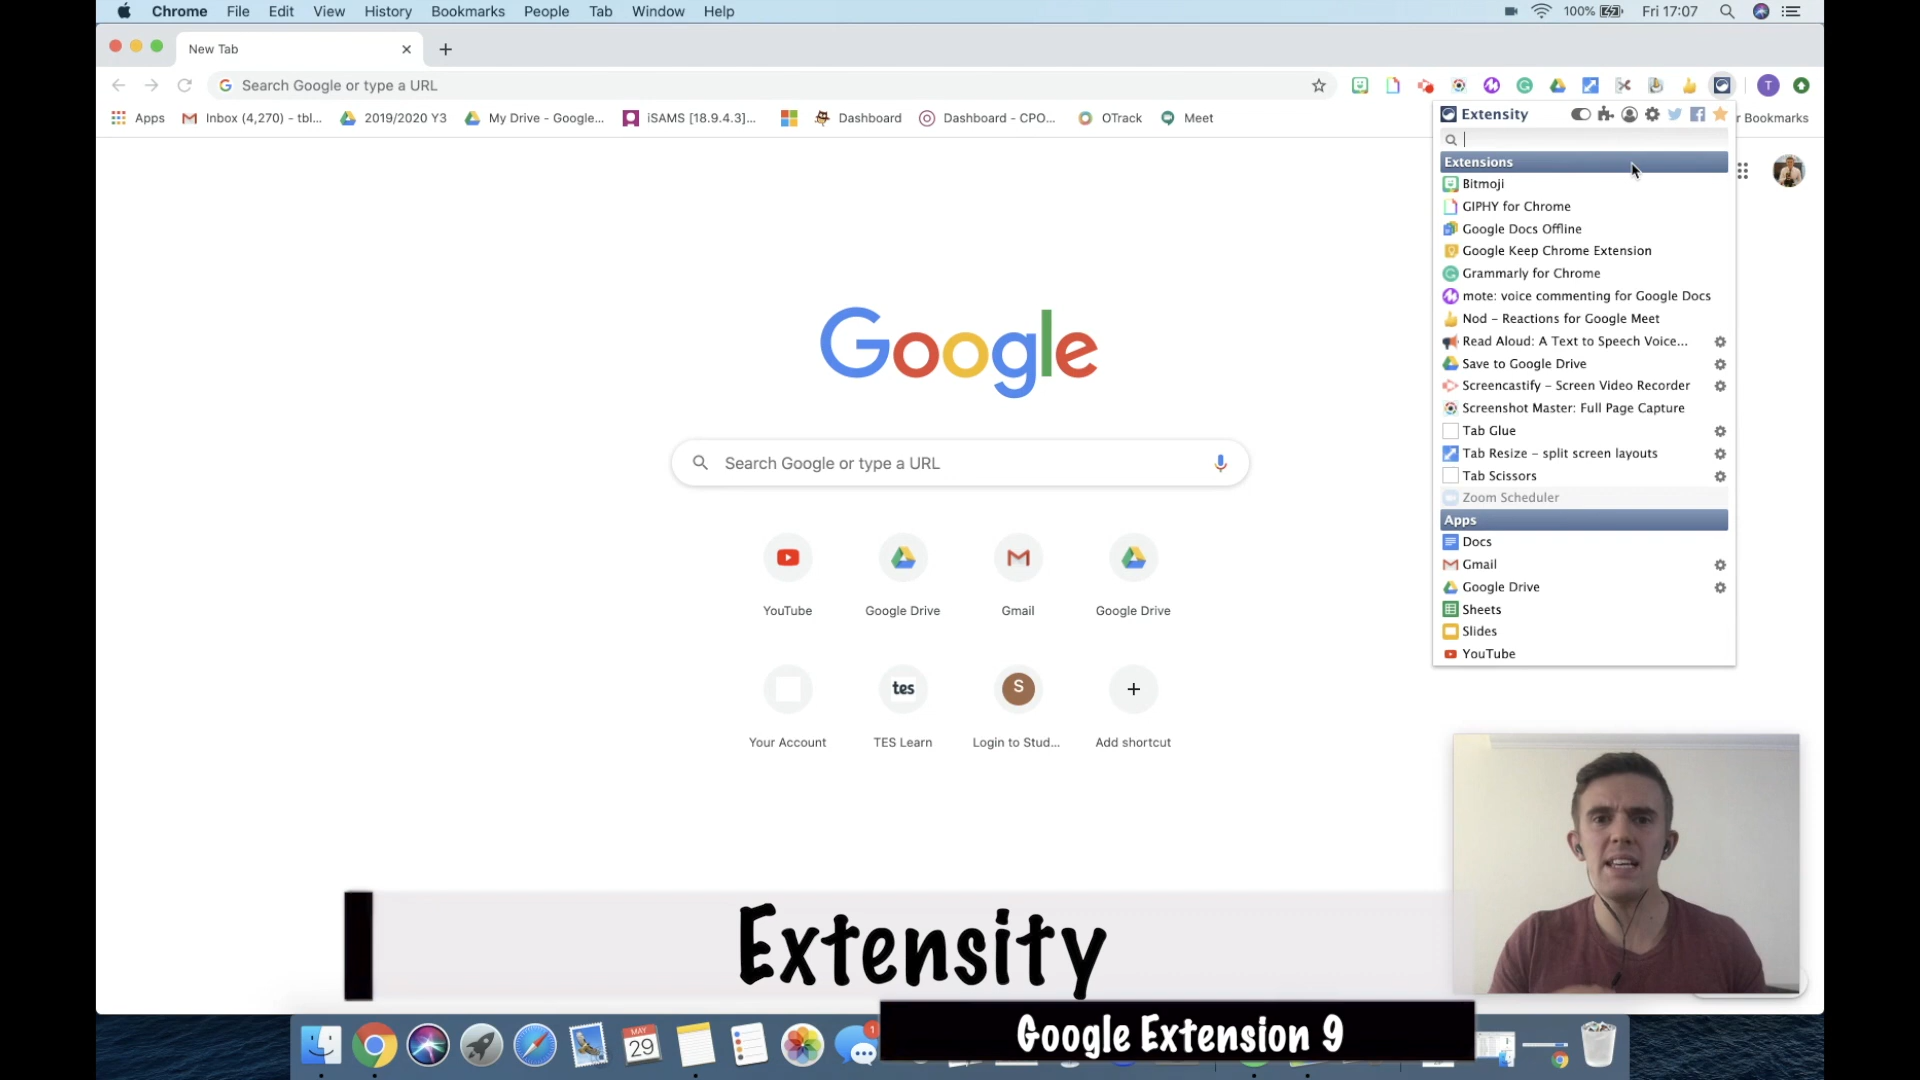 Chrome File Edit View History Bookmarks People Tab Window Help
100% Fri 17:07
New Tab
Search Google or type a URL
T
Apps Inbox (4,270) - tbl... 2019/2020 Y3 My Drive - Google... iSAMS [18.9.4.3]... Dashboard Dashboard - CPO... OTrack Meet
r Bookmarks
Extensity
Extensions
Bitmoji
GIPHY for Chrome
Google Docs Offline
Google Keep Chrome Extension
Grammarly for Chrome
mote: voice commenting for Google Docs
Nod – Reactions for Google Meet
Read Aloud: A Text to Speech Voice...
Save to Google Drive
Screencastify – Screen Video Recorder
Screenshot Master: Full Page Capture
Tab Glue
Tab Resize – split screen layouts
Tab Scissors
Zoom Scheduler
Apps
Docs
Gmail
Google Drive
Sheets
Slides
YouTube
Google
Search Google or type a URL
YouTube Google Drive Gmail Google Drive
tes S
Your Account TES Learn Login to Stud... Add shortcut
Extensity
Google Extension 9
MAY
29
1